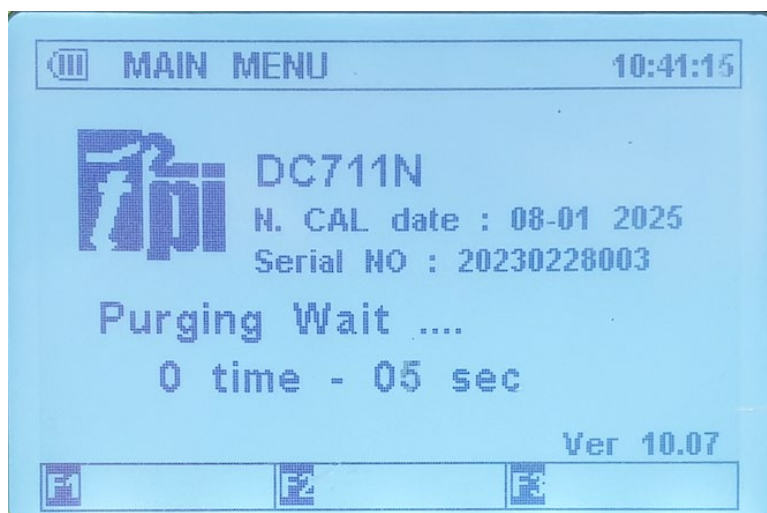 MAIN MENU 10:41:15
7pi
DC711N
N. CAL date : 08-01 2025
Serial NO : 20230228003
Purging Wait ....
0 time - 05 sec
Ver 10.07
F1 F2 F3